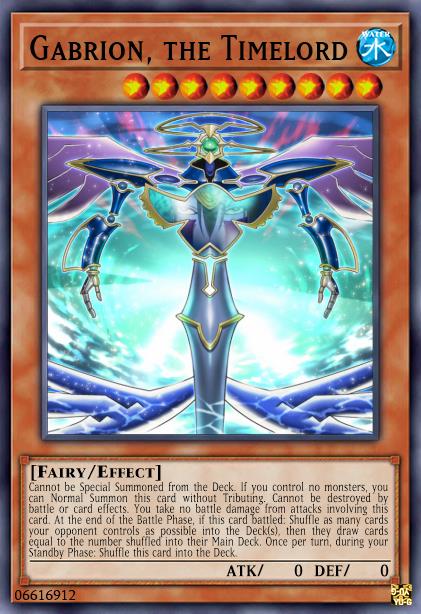 GABRION, THE TIMELORD
WATER
水
[FAIRY/EFFECT]
Cannot be Special Summoned from the Deck. If you control no monsters, you
can Normal Summon this card without Tributing. Cannot be destroyed by
battle or card effects. You take no battle damage from attacks involving this
card. At the end of the Battle Phase, if this card battled: Shuffle as many cards
your opponent controls as possible into the Deck(s), then they draw cards
equal to the number shuffled into their Main Deck. Once per turn, during your
Standby Phase: Shuffle this card into the Deck.
ATK/ 0 DEF/ 0
06616912